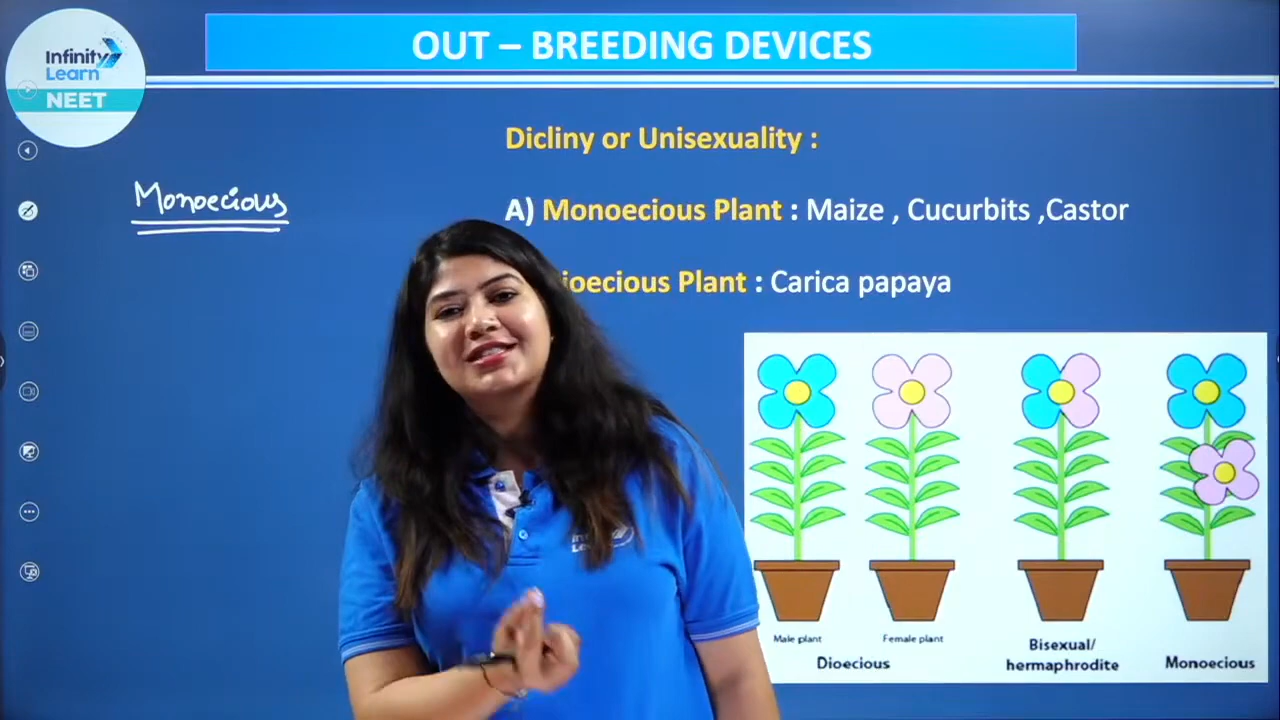 Infinity
Learn
NEET
OUT – BREEDING DEVICES
Dicliny or Unisexuality :
Monoecious
A) Monoecious Plant : Maize , Cucurbits ,Castor
ioecious Plant : Carica papaya
Male plant
Female plant
Dioecious
Bisexual/
hermaphrodite
Monoecious